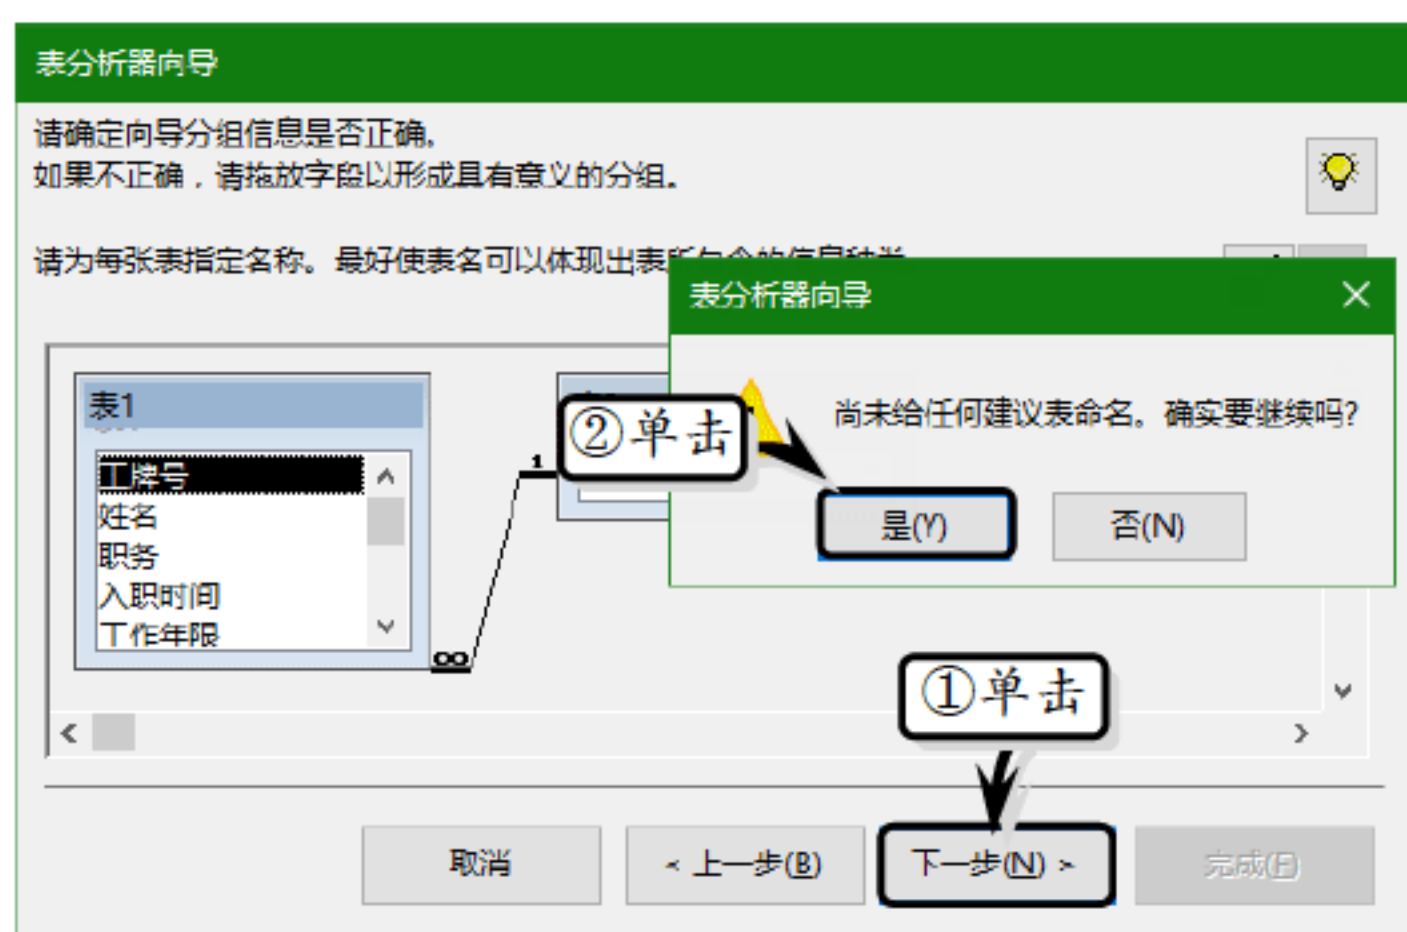 表分析器向导
请确定向导分组信息是否正确。
如果不正确，请拖放字段以形成具有意义的分组。
请为每张表指定名称。最好使表名可以体现出表
表分析器向导
尚未给任何建议表命名。确实要继续吗?
②单击
是(Y)
否(N)
表1
工牌号
姓名
职务
入职时间
工作年限
1
∞
①单击
取消
< 上一步(B)
下一步(N) >
完成(F)